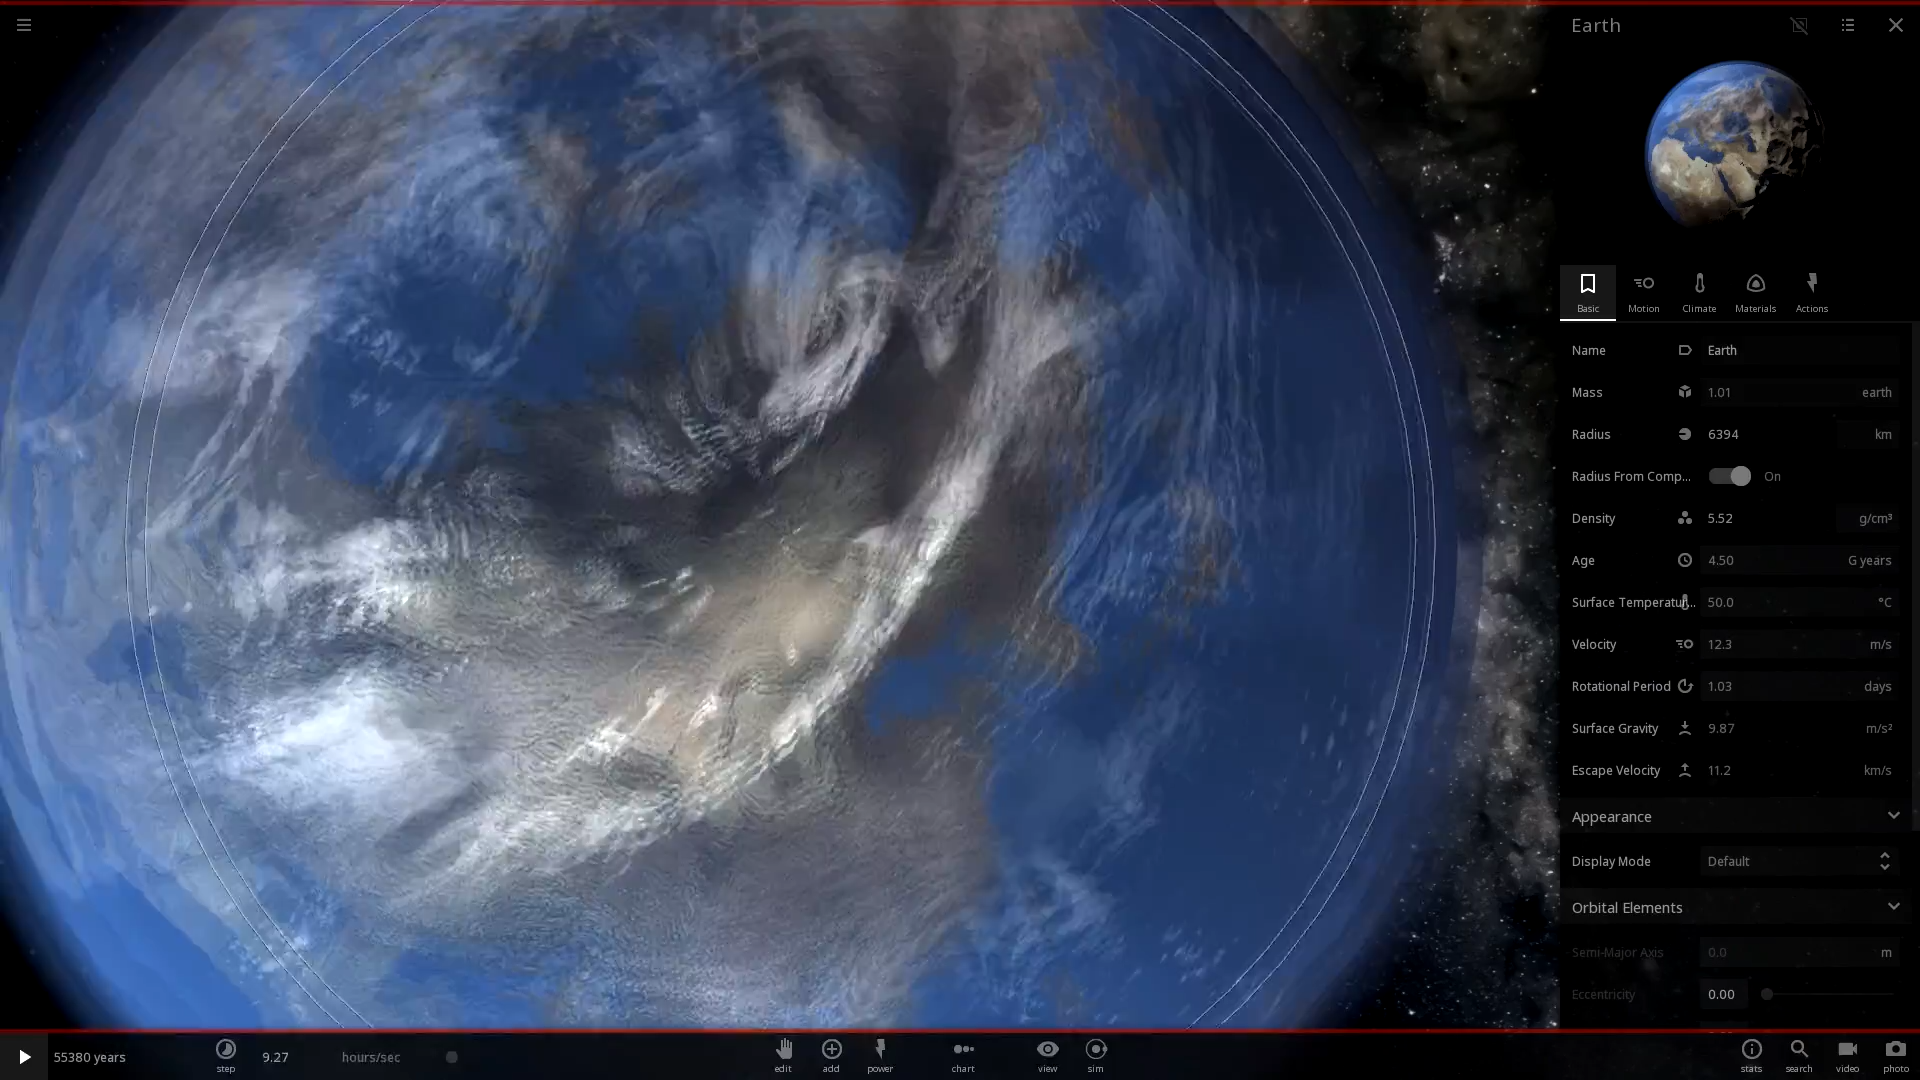 Earth
Basic
Motion
Climate
Materials
Actions
Name Earth
Mass 1.01 earth
Radius 6394 km
Radius From Comp... On
Density 5.52 g/cm³
Age 4.50 G years
Surface Temperatur... 50.0 °C
Velocity 12.3 m/s
Rotational Period 1.03 days
Surface Gravity 9.87 m/s²
Escape Velocity 11.2 km/s
Appearance
Display Mode Default
Orbital Elements
Semi-Major Axis 0.0 m
Eccentricity 0.00
55380 years
step
9.27 hours/sec
edit
add
power
chart
view
sim
stats
search
video
photo